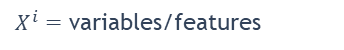 Xⁱ = variables/features